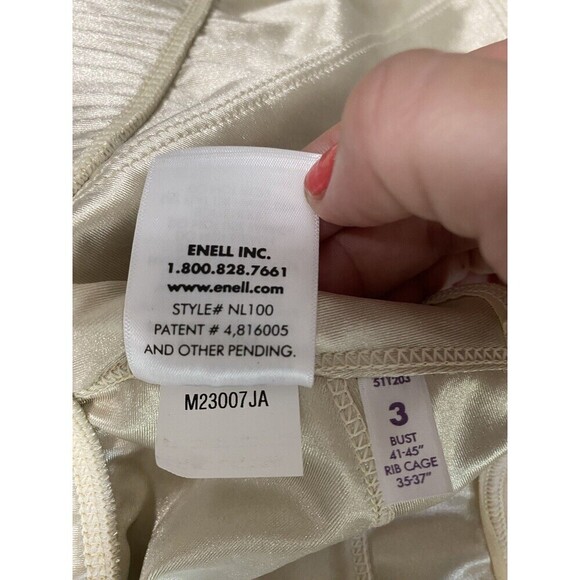 ENELL INC.
1.800.828.7661
www.enell.com
STYLE# NL100
PATENT # 4,816005
AND OTHER PENDING.
M23007JA
511203
3
BUST
41-45"
RIB CAGE
35-37"